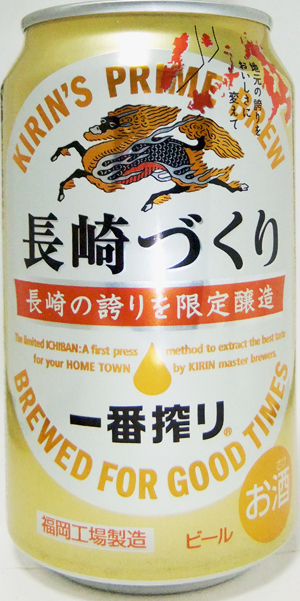 地元の誇りを
おいしさに
変えて
KIRIN'S PRIME BREW
長崎づくり
長崎の誇りを限定醸造
The limited ICHIBAN: A first press method to extract the best taste
for your HOME TOWN by KIRIN master brewers.
一番搾り®
BREWED FOR GOOD TIMES
お酒
福岡工場製造
ビール